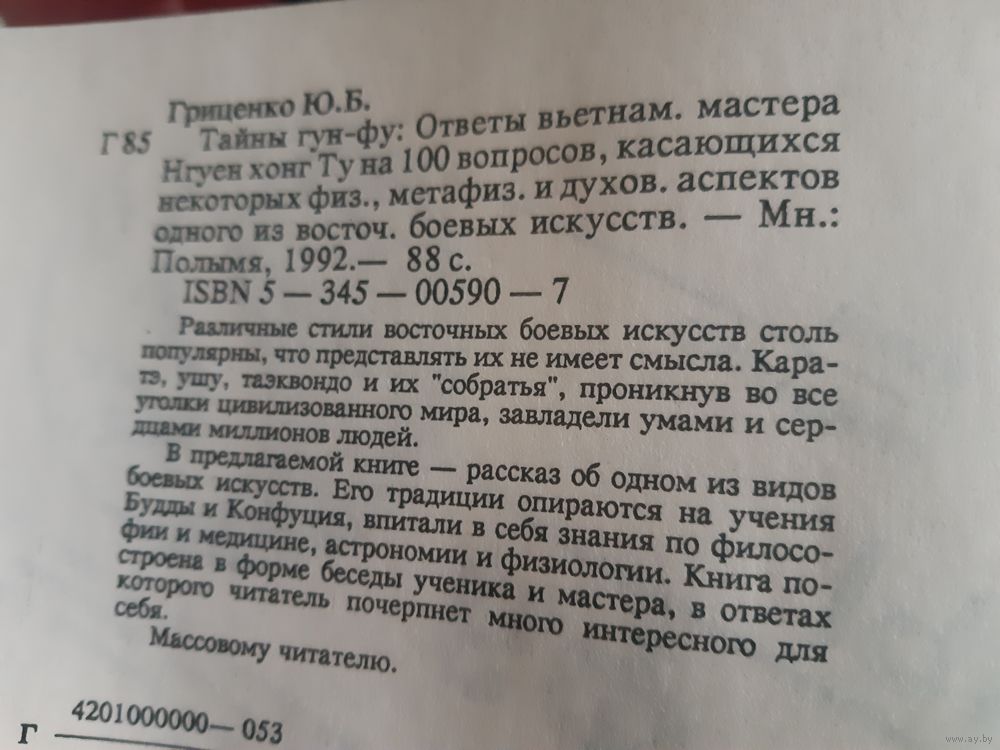 Гриценко Ю.Б.
Г 85 Тайны гун-фу: Ответы вьетнам. мастера
Нгуен хонг Ту на 100 вопросов, касающихся
некоторых физ., метафиз. и духов. аспектов
одного из восточ. боевых искусств. — Мн.:
Полымя, 1992.— 88 с.
ISBN 5 — 345 — 00590 — 7
Различные стили восточных боевых искусств столь
популярны, что представлять их не имеет смысла. Кара-
тэ, ушу, таэквондо и их "собратья", проникнув во все
уголки цивилизованного мира, завладели умами и сер-
дцами миллионов людей.
В предлагаемой книге — рассказ об одном из видов
боевых искусств. Его традиции опираются на учения
Будды и Конфуция, впитали в себя знания по филосо-
фии и медицине, астрономии и физиологии. Книга по-
строена в форме беседы ученика и мастера, в ответах
которого читатель почерпнет много интересного для
себя.
Массовому читателю.
4201000000— 053
Г
www.ay.by